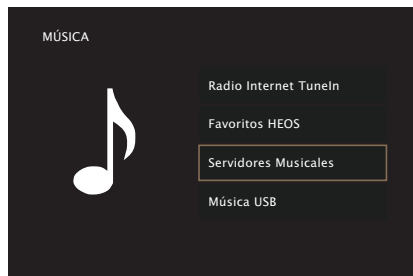 MÚSICA
Radio Internet TuneIn
Favoritos HEOS
Servidores Musicales
Música USB